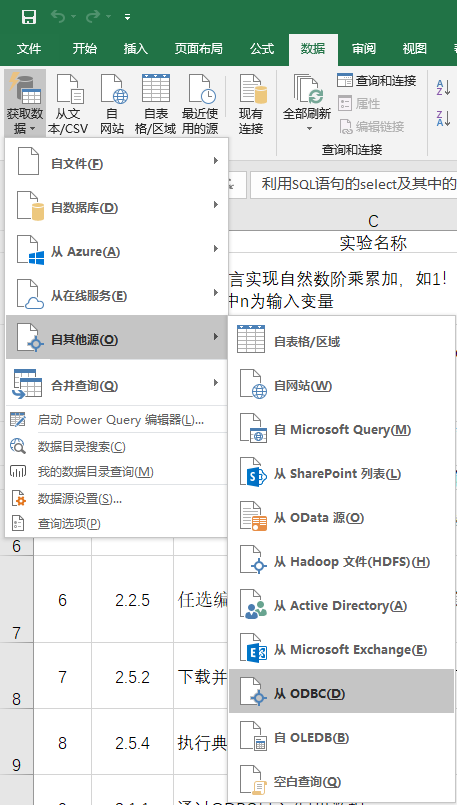 文件 开始 插入 页面布局 公式 数据 审阅 视图
获取数据
从文本/CSV
自网站
自表格/区域
最近使用的源
现有连接
全部刷新
查询和连接
属性
编辑链接
查询和连接
自文件(F)
自数据库(D)
从 Azure(A)
从在线服务(E)
自其他源(O)
合并查询(Q)
启动 Power Query 编辑器(L)...
数据目录搜索(C)
我的数据目录查询(M)
数据源设置(S)...
查询选项(P)
利用SQL语句的select及其中的
C
实验名称
言实现自然数阶乘累加，如1！
中n为输入变量
自表格/区域
自网站(W)
自 Microsoft Query(M)
从 SharePoint 列表(L)
从 OData 源(O)
从 Hadoop 文件(HDFS)(H)
从 Active Directory(A)
从 Microsoft Exchange(E)
从 ODBC(D)
自 OLEDB(B)
空白查询(Q)
6
7 6 2.2.5 任选编
8 7 2.5.2 下载并
9 8 2.5.4 执行典